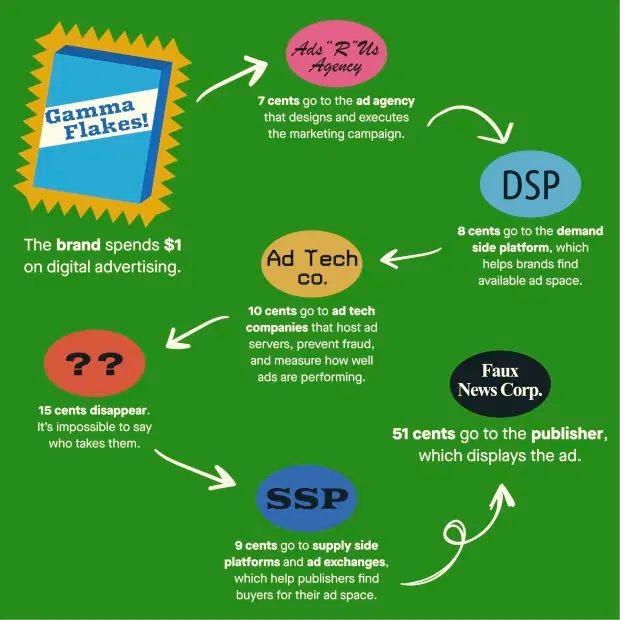 Gamma
Flakes!
The brand spends $1
on digital advertising.
Ads "R" Us
Agency
7 cents go to the ad agency
that designs and executes
the marketing campaign.
DSP
8 cents go to the demand
side platform, which
helps brands find
available ad space.
Ad Tech
co.
10 cents go to ad tech
companies that host ad
servers, prevent fraud,
and measure how well
ads are performing.
??
15 cents disappear.
It's impossible to say
who takes them.
SSP
9 cents go to supply side
platforms and ad exchanges,
which help publishers find
buyers for their ad space.
Faux
News Corp.
51 cents go to the publisher,
which displays the ad.